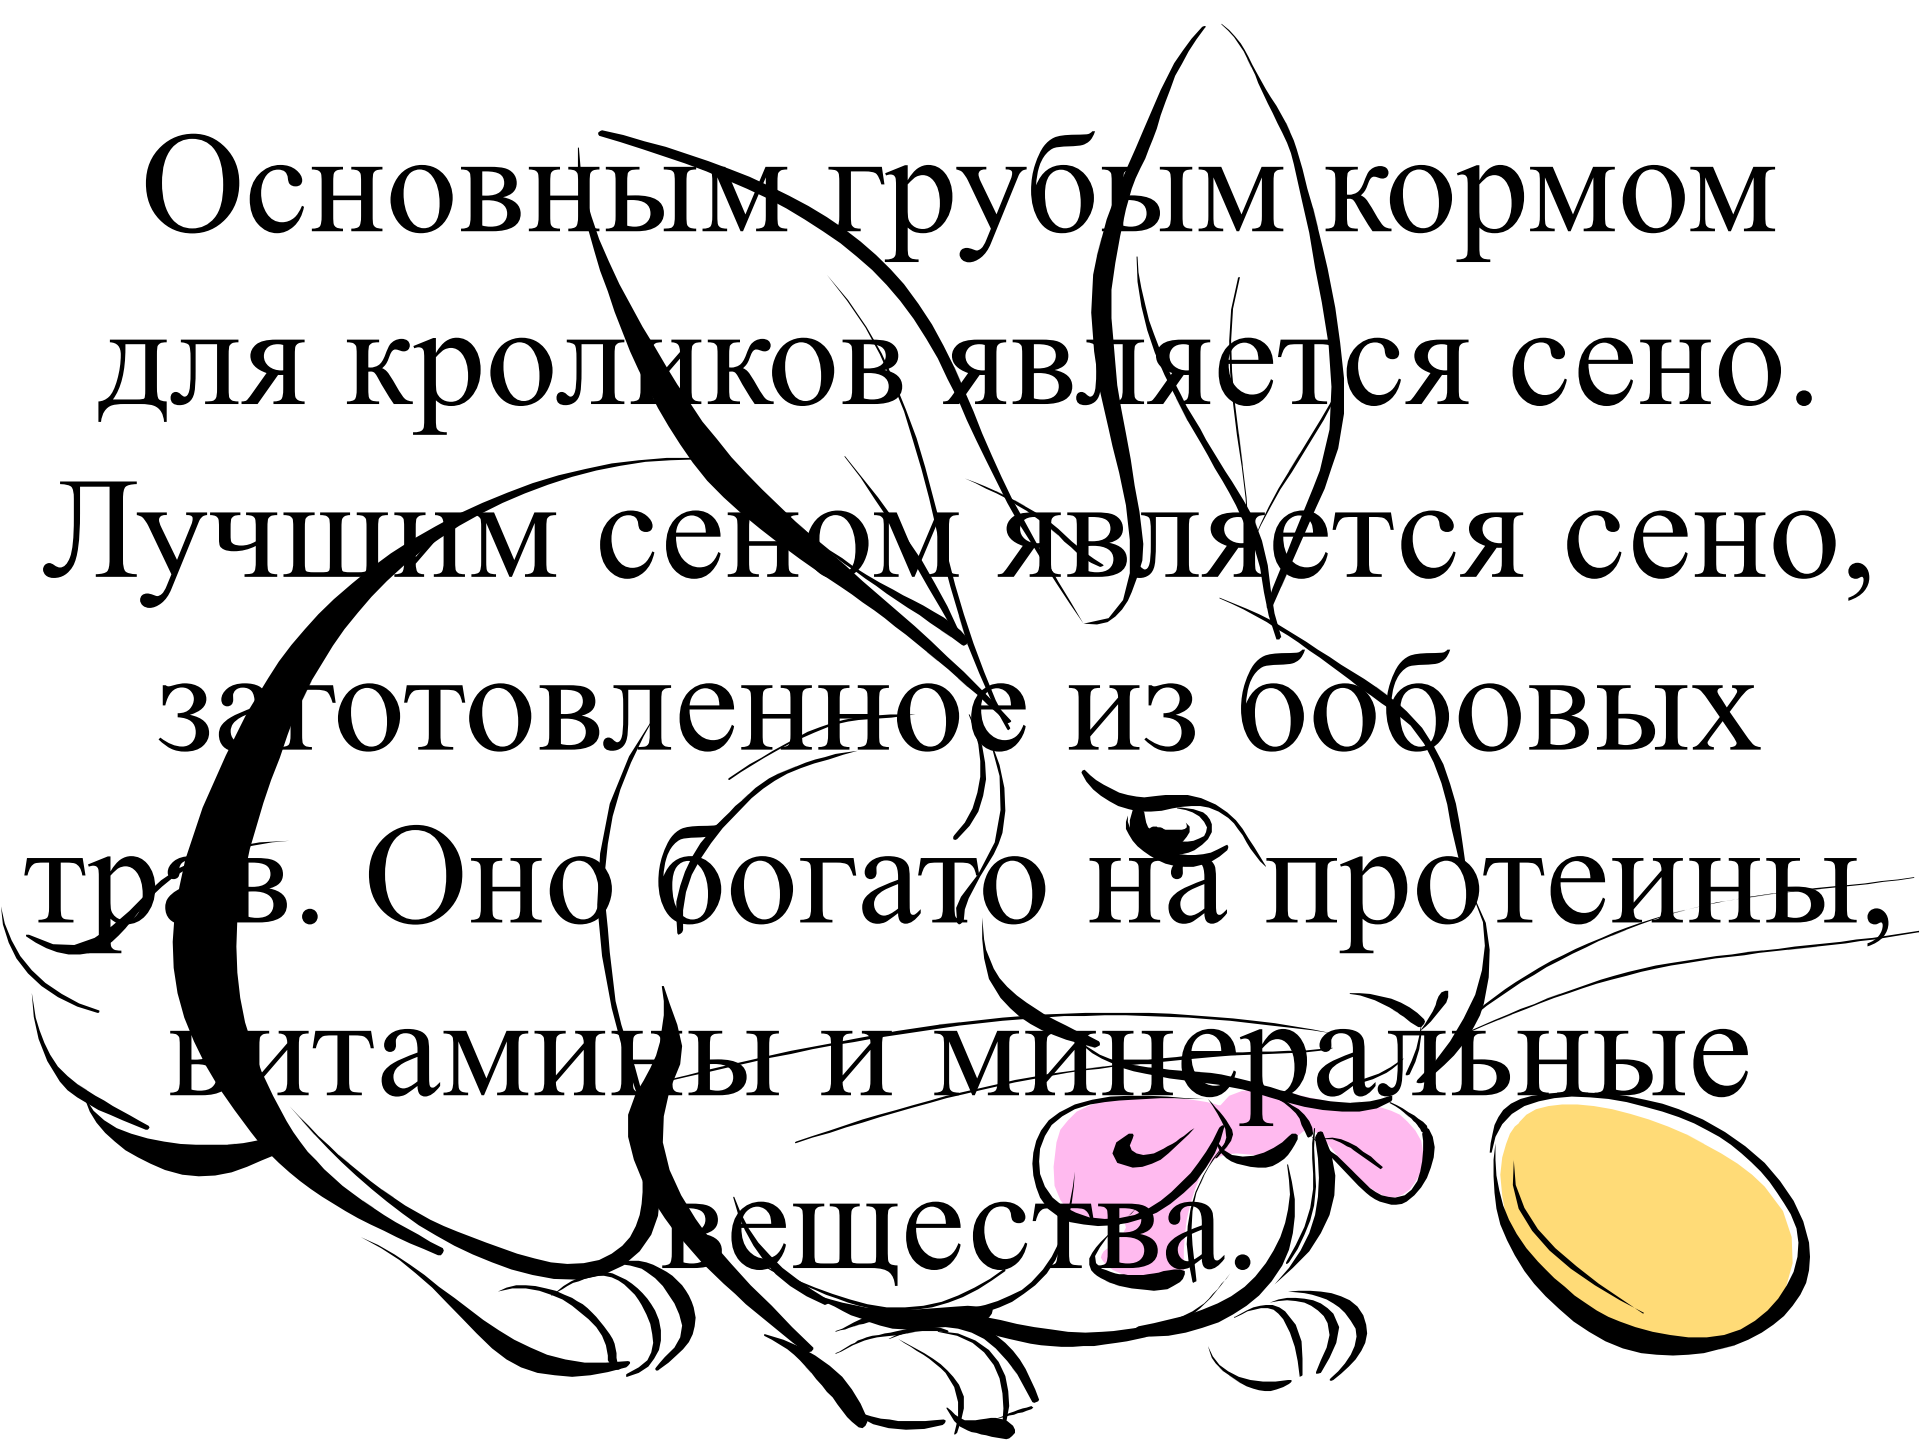 Основным грубым кормом
для кроликов является сено.
Лучшим сеном является сено,
заготовленное из бобовых
трав. Оно богато на протеины,
витамины и минеральные
вещества.